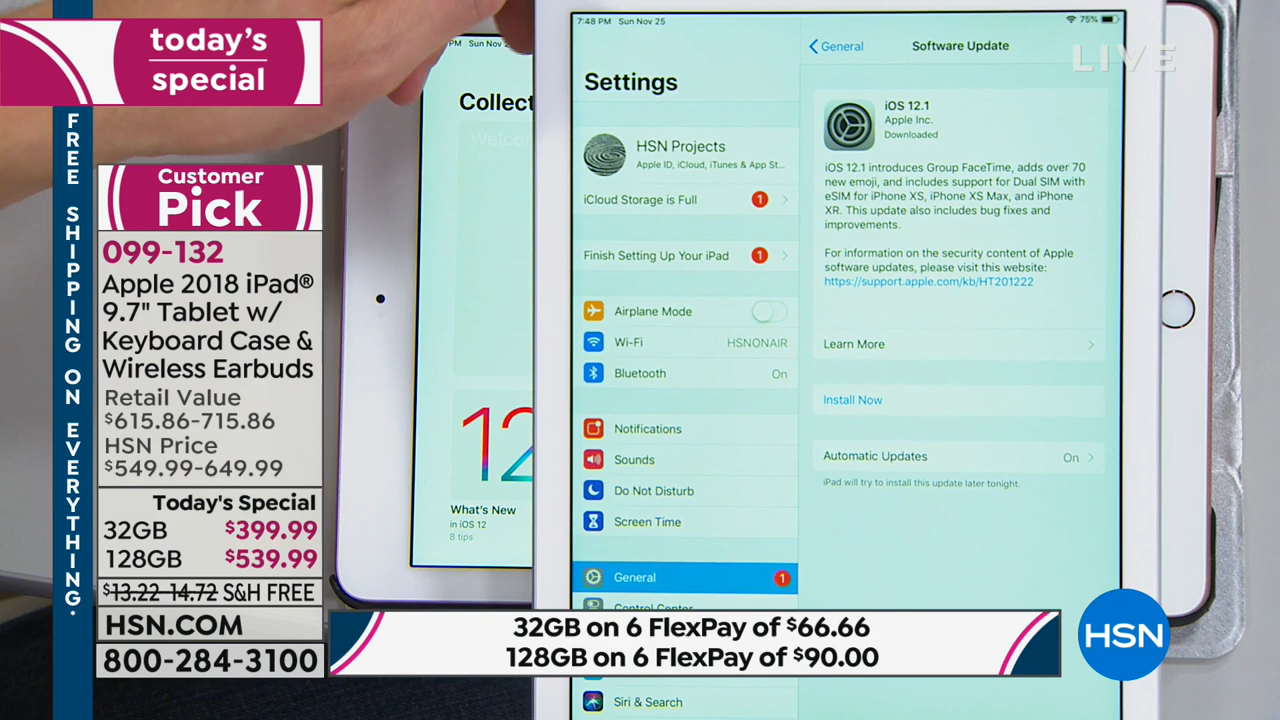 today's
special
FREE SHIPPING ON EVERYTHING.
Customer
Pick
099-132
Apple 2018 iPad®
9.7" Tablet w/
Keyboard Case &
Wireless Earbuds
Retail Value
$615.86-715.86
HSN Price
$549.99-649.99
Today's Special
32GB $399.99
128GB $539.99
$13.22-14.72 S&H FREE
HSN.COM
800-284-3100
32GB on 6 FlexPay of $66.66
128GB on 6 FlexPay of $90.00
HSN
LIVE
PM Sun Nov
Collect
Welco
12
What's New
in iOS 12
8 tips
7:48 PM Sun Nov 25
75%
Settings
HSN Projects
Apple ID, iCloud, iTunes & App St...
iCloud Storage is Full 1
Finish Setting Up Your iPad 1
Airplane Mode
Wi-Fi HSNONAIR
Bluetooth On
Notifications
Sounds
Do Not Disturb
Screen Time
General 1
Control Center
Siri & Search
General
Software Update
iOS 12.1
Apple Inc.
Downloaded
iOS 12.1 introduces Group FaceTime, adds over 70
new emoji, and includes support for Dual SIM with
eSIM for iPhone XS, iPhone XS Max, and iPhone
XR. This update also includes bug fixes and
improvements.
For information on the security content of Apple
software updates, please visit this website:
https://support.apple.com/kb/HT201222
Learn More
Install Now
Automatic Updates On
iPad will try to install this update later tonight.